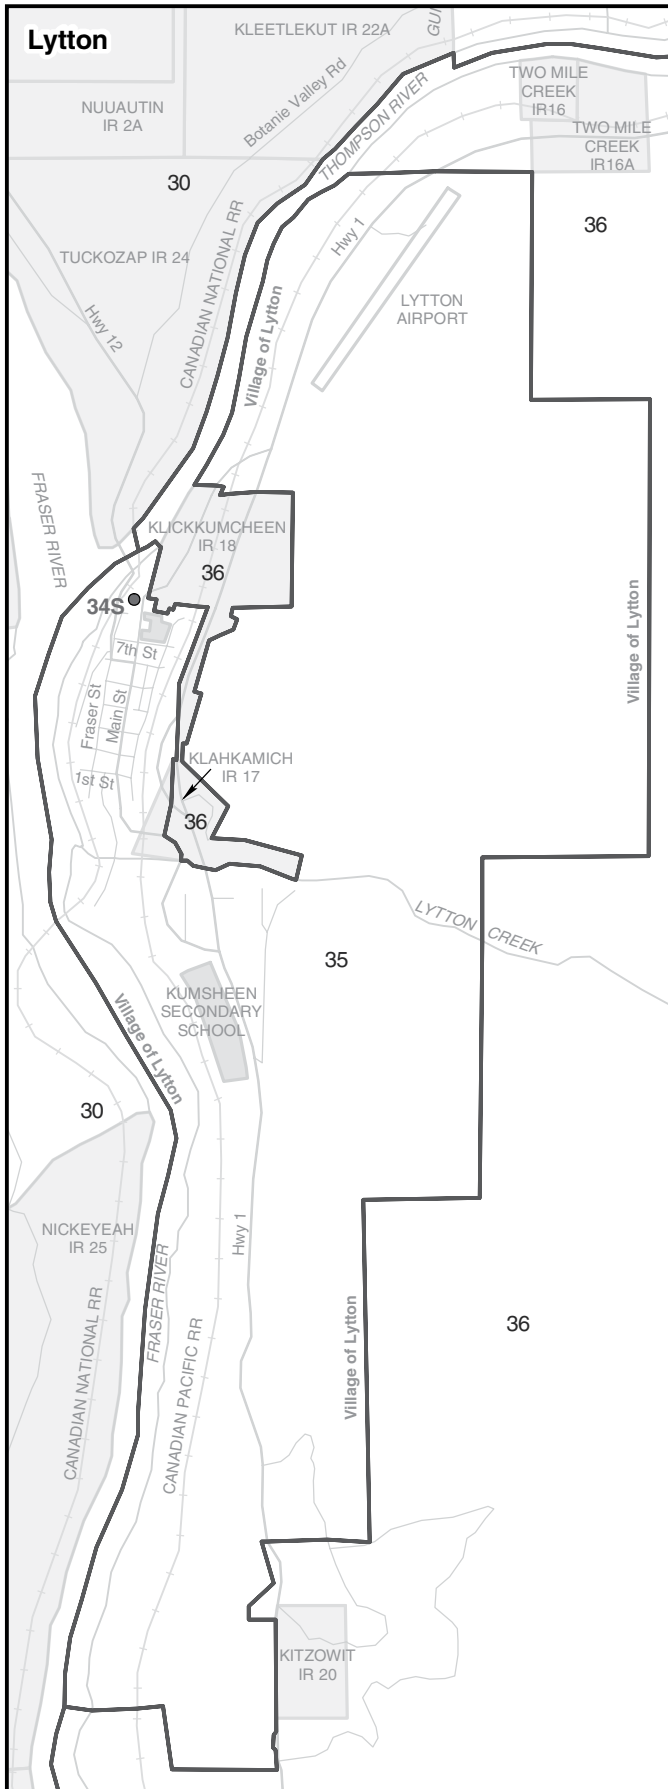 Lytton
KLEETLEKUT IR 22A
GUI
NUUAUTIN
IR 2A
Botanie Valley Rd
THOMPSON RIVER
TWO MILE
CREEK
IR16
TWO MILE
CREEK
IR16A
30
36
TUCKOZAP IR 24
CANADIAN NATIONAL RR
Hwy 1
Hwy 12
Village of Lytton
LYTTON
AIRPORT
FRASER RIVER
KLICKKUMCHEEN
IR 18
36
34S
7th St
Fraser St
Main St
1st St
Village of Lytton
KLAHKAMICH
IR 17
36
LYTTON CREEK
35
KUMSHEEN
SECONDARY
SCHOOL
Village of Lytton
30
NICKEYEAH
IR 25
Hwy 1
FRASER RIVER
CANADIAN NATIONAL RR
CANADIAN PACIFIC RR
Village of Lytton
36
KITZOWIT
IR 20